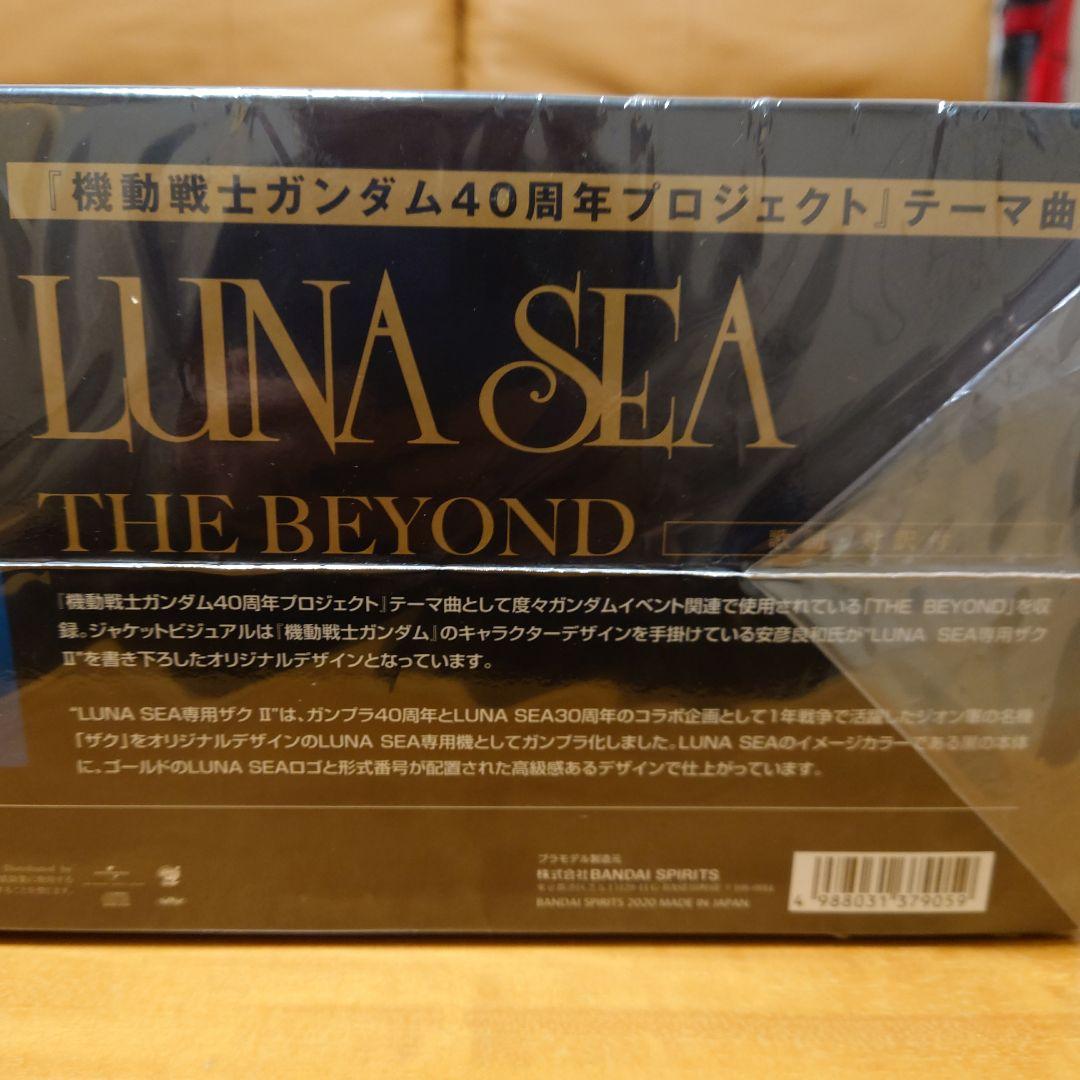 『機動戦士ガンダム40周年プロジェクト』テーマ曲
LUNA SEA
THE BEYOND
『機動戦士ガンダム40周年プロジェクト』テーマ曲として度々ガンダムイベント関連で使用されている「THE BEYOND」を収
録。ジャケットビジュアルは『機動戦士ガンダム』のキャラクターデザインを手掛けている安彦良和氏が"LUNA SEA専用ザク
II"を書き下ろしたオリジナルデザインとなっています。
"LUNA SEA専用ザク II"は、ガンプラ40周年とLUNA SEA30周年のコラボ企画として1年戦争で活躍したジオン軍の名機
「ザク」をオリジナルデザインのLUNA SEA専用機としてガンプラ化しました。LUNA SEAのイメージカラーである黒の本体
に、ゴールドのLUNA SEAロゴと形式番号が配置された高級感あるデザインで仕上がっています。
Distributed by
プラモデル製造元
株式会社BANDAI SPIRITS
BANDAI SPIRITS 2020 MADE IN JAPAN
4 988031 379059